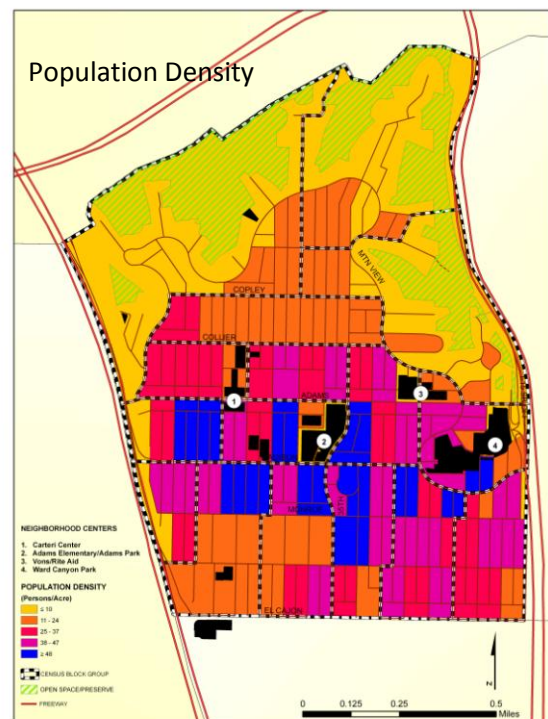 Population Density
MTN VIEW
COPLEY
COLLIER
ADAMS
1
2
3
4
EL CAJON
NEIGHBORHOOD CENTERS
1. Carteri Center
2. Adams Elementary/Adams Park
3. Vons/Rite Aid
4. Ward Canyon Park
POPULATION DENSITY
(Persons/Acre)
≤ 10
11 - 24
25 - 37
38 - 47
≥ 48
CENSUS BLOCK GROUP
OPEN SPACE/PRESERVE
FREEWAY
N
0 0.125 0.25 0.5
Miles